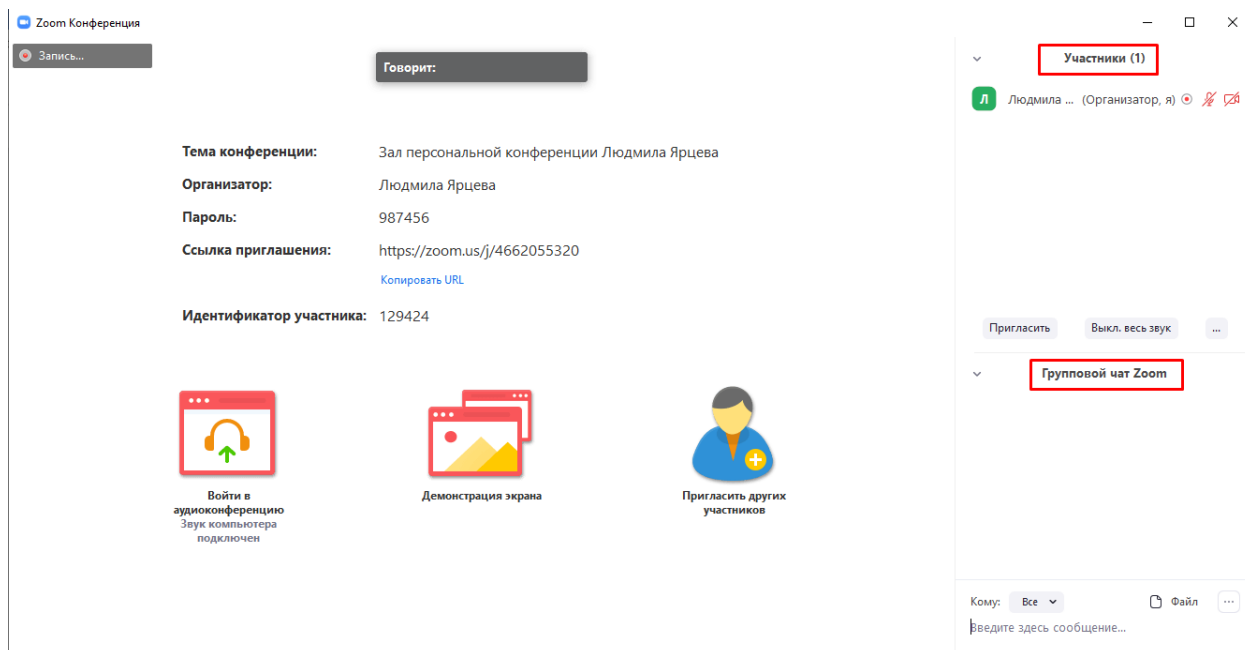 Zoom Конференция
Запись...
Говорит:
Тема конференции: Зал персональной конференции Людмила Ярцева
Организатор: Людмила Ярцева
Пароль: 987456
Ссылка приглашения: https://zoom.us/j/4662055320
Копировать URL
Идентификатор участника: 129424
Войти в
аудиоконференцию
Звук компьютера
подключен
Демонстрация экрана
Пригласить других
участников
Участники (1)
Л Людмила ... (Организатор, я)
Пригласить Выкл. весь звук ...
Групповой чат Zoom
Кому: Все Файл ...
Введите здесь сообщение...